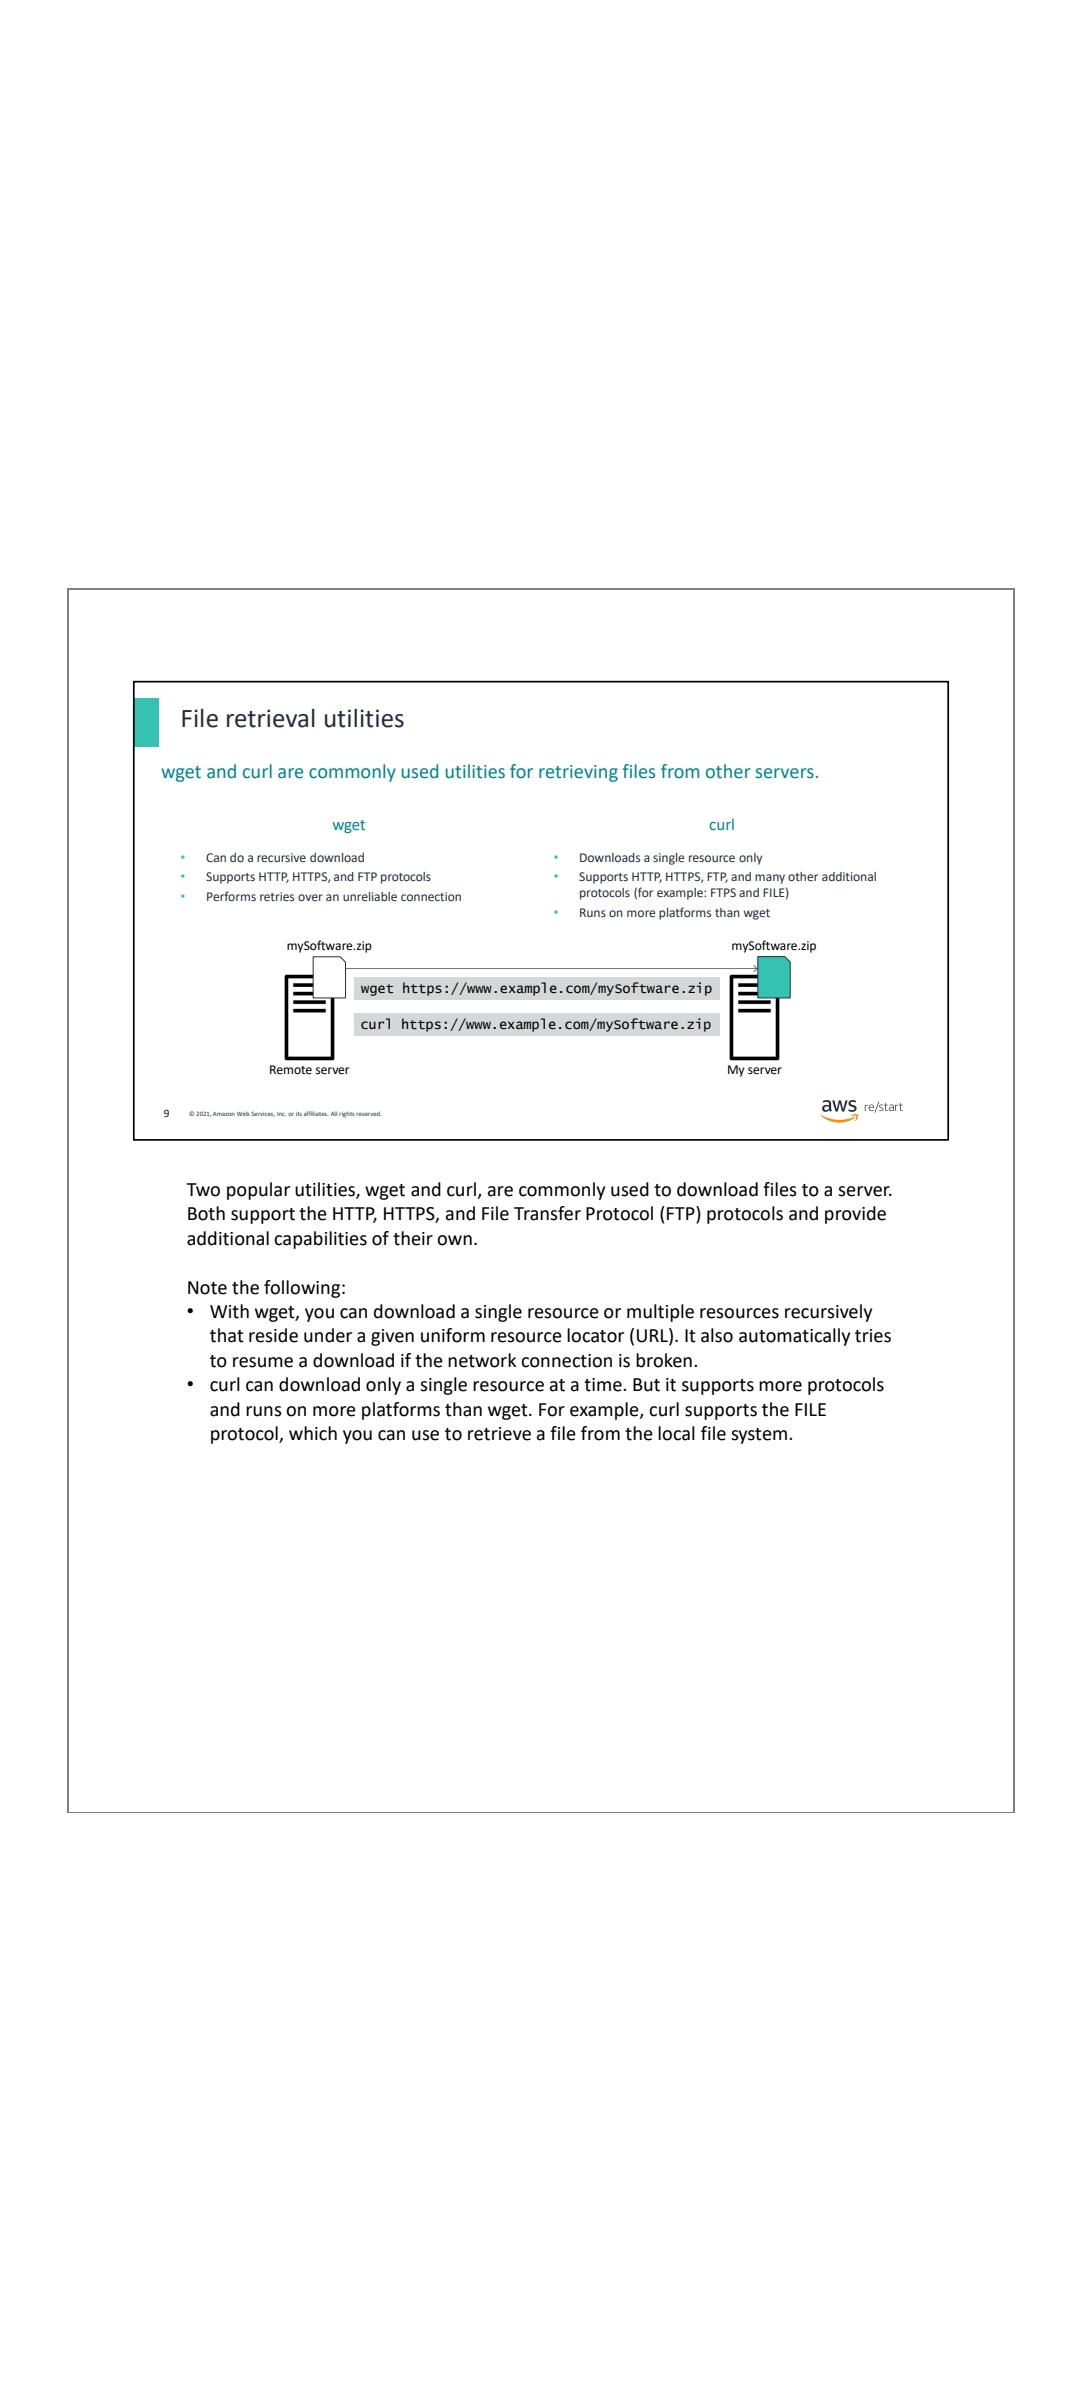 File retrieval utilities
wget and curl are commonly used utilities for retrieving files from other servers.
wget
• Can do a recursive download
• Supports HTTP, HTTPS, and FTP protocols
• Performs retries over an unreliable connection
curl
• Downloads a single resource only
• Supports HTTP, HTTPS, FTP, and many other additional
protocols (for example: FTPS and FILE)
• Runs on more platforms than wget
mySoftware.zip
mySoftware.zip
wget https://www.example.com/mySoftware.zip
curl https://www.example.com/mySoftware.zip
Remote server
My server
9
© 2021, Amazon Web Services, Inc. or its affiliates. All rights reserved.
aws re/start
Two popular utilities, wget and curl, are commonly used to download files to a server.
Both support the HTTP, HTTPS, and File Transfer Protocol (FTP) protocols and provide
additional capabilities of their own.
Note the following:
• With wget, you can download a single resource or multiple resources recursively
that reside under a given uniform resource locator (URL). It also automatically tries
to resume a download if the network connection is broken.
• curl can download only a single resource at a time. But it supports more protocols
and runs on more platforms than wget. For example, curl supports the FILE
protocol, which you can use to retrieve a file from the local file system.